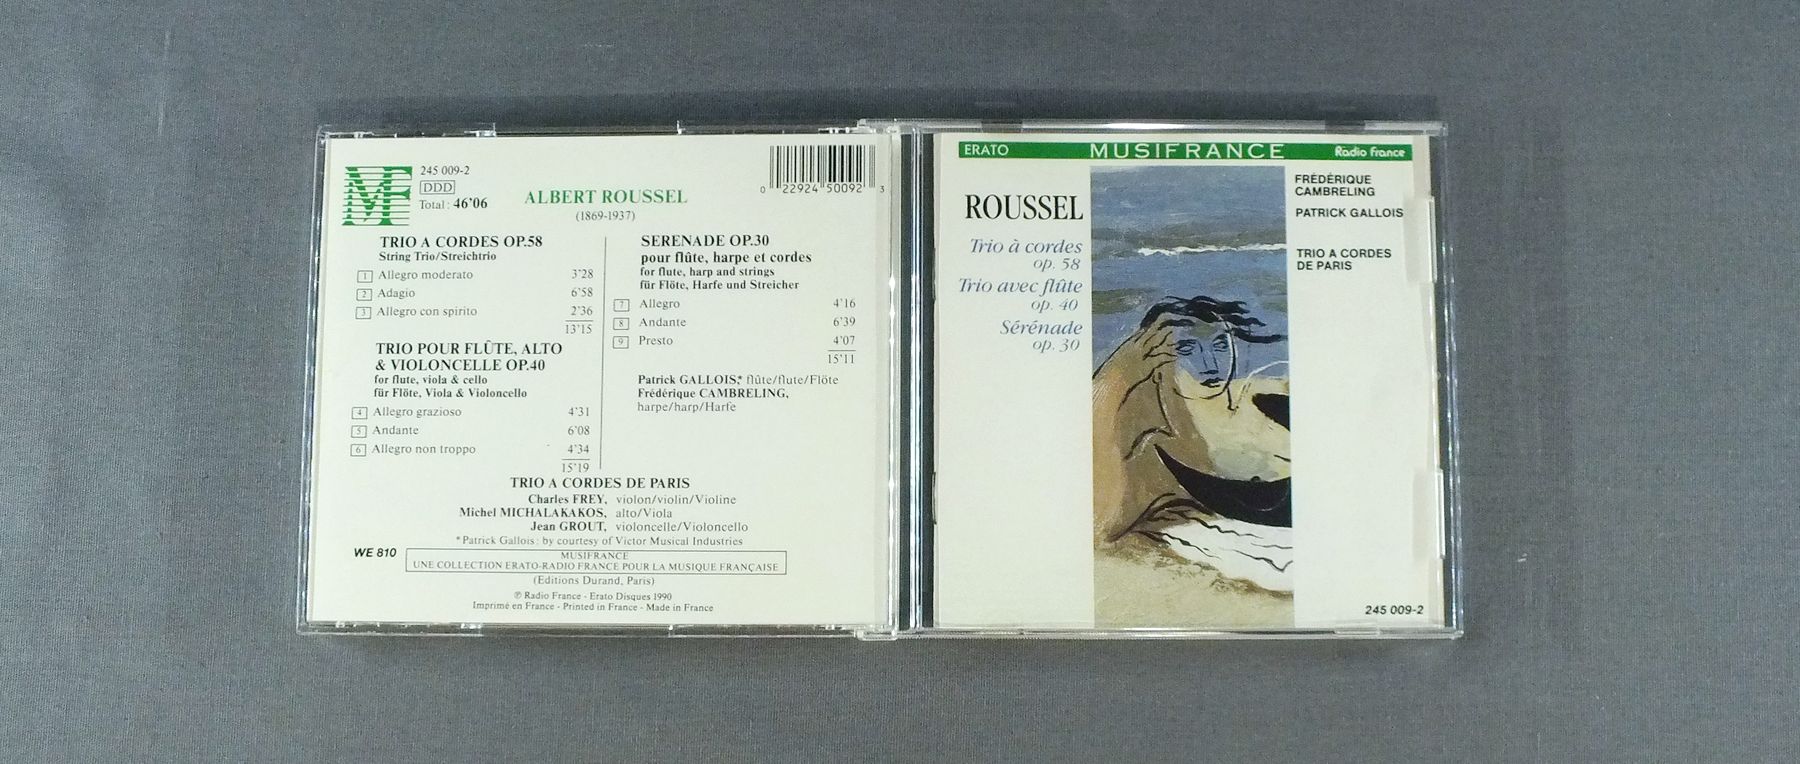 MF
245 009-2
DDD
Total : 46'06
ALBERT ROUSSEL
(1869-1937)
0 22924 50092 3
TRIO A CORDES OP.58
String Trio/Streichtrio
1 Allegro moderato 3'28
2 Adagio 6'58
3 Allegro con spirito 2'36
13'15
TRIO POUR FLÛTE, ALTO
& VIOLONCELLE OP.40
for flute, viola & cello
für Flöte, Viola & Violoncello
4 Allegro grazioso 4'31
5 Andante 6'08
6 Allegro non troppo 4'34
15'19
SERENADE OP.30
pour flûte, harpe et cordes
for flute, harp and strings
für Flöte, Harfe und Streicher
7 Allegro 4'16
8 Andante 6'39
9 Presto 4'07
15'11
Patrick GALLOIS,* flûte/flute/Flöte
Frédérique CAMBRELING,
harpe/harp/Harfe
TRIO A CORDES DE PARIS
Charles FREY, violon/violin/Violine
Michel MICHALAKAKOS, alto/Viola
Jean GROUT, violoncelle/Violoncello
*Patrick Gallois : by courtesy of Victor Musical Industries
WE 810
MUSIFRANCE
UNE COLLECTION ERATO-RADIO FRANCE POUR LA MUSIQUE FRANÇAISE
(Editions Durand, Paris)
℗ Radio France - Erato Disques 1990
Imprimé en France - Printed in France - Made in France
ERATO MUSIFRANCE Radio France
ROUSSEL
Trio à cordes
op. 58
Trio avec flûte
op. 40
Sérénade
op. 30
FRÉDÉRIQUE
CAMBRELING
PATRICK GALLOIS
TRIO A CORDES
DE PARIS
245 009-2